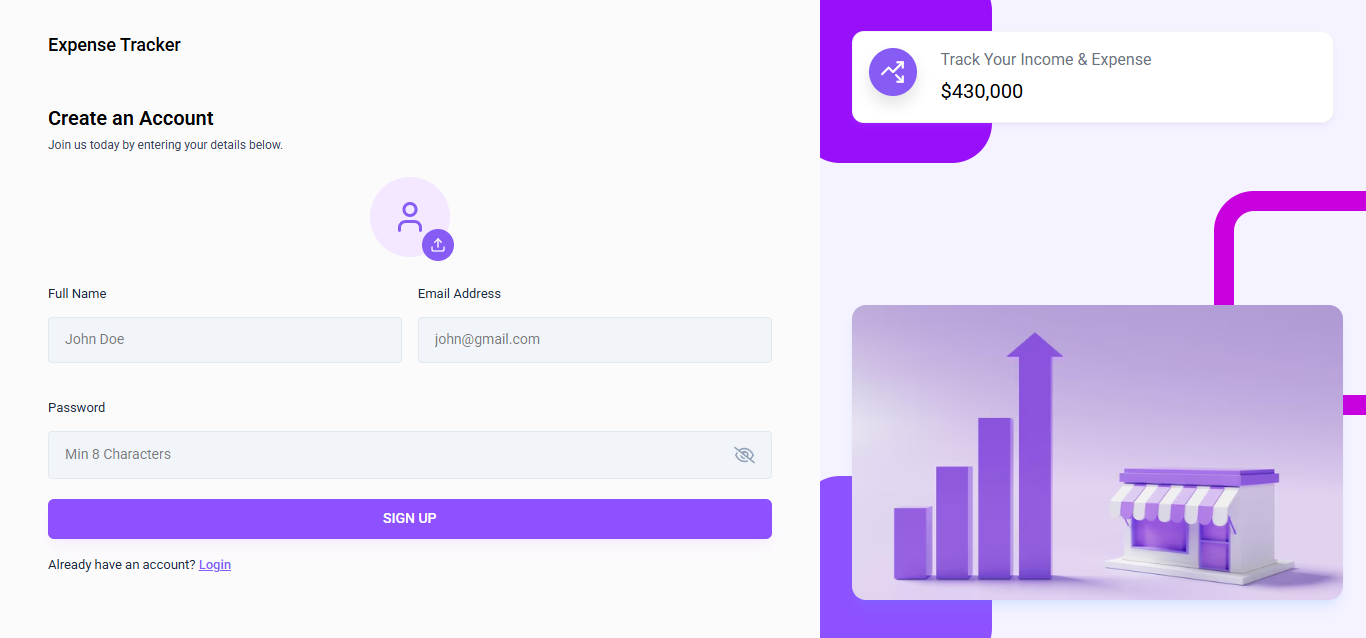 Expense Tracker
Create an Account
Join us today by entering your details below.
Full Name
Email Address
John Doe
john@gmail.com
Password
Min 8 Characters
SIGN UP
Already have an account? Login
Track Your Income & Expense
$430,000